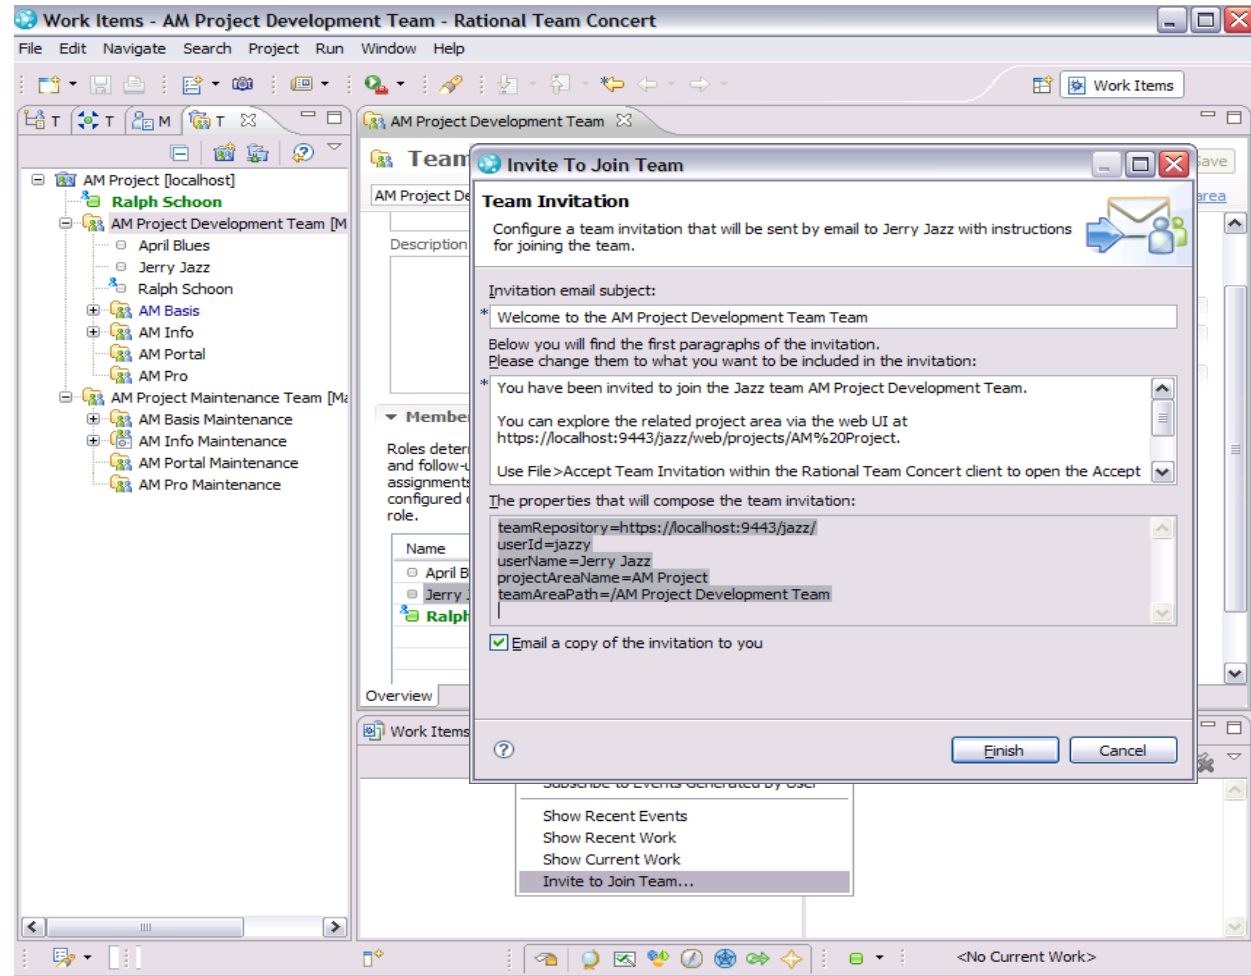 Work Items - AM Project Development Team - Rational Team Concert
File Edit Navigate Search Project Run Window Help
Work Items
T T M T
AM Project [localhost]
Ralph Schoon
AM Project Development Team [M
April Blues
Jerry Jazz
Ralph Schoon
AM Basis
AM Info
AM Portal
AM Pro
AM Project Maintenance Team [Ma
AM Basis Maintenance
AM Info Maintenance
AM Portal Maintenance
AM Pro Maintenance
AM Project Development Team
Team
Save
AM Project De
area
Description
Membe
Roles deter
and follow-u
assignments
configured
role.
Name
April B
Jerry
Ralph
Overview
Invite To Join Team
Team Invitation
Configure a team invitation that will be sent by email to Jerry Jazz with instructions
for joining the team.
Invitation email subject:
* Welcome to the AM Project Development Team Team
Below you will find the first paragraphs of the invitation.
Please change them to what you want to be included in the invitation:
* You have been invited to join the Jazz team AM Project Development Team.
You can explore the related project area via the web UI at
https://localhost:9443/jazz/web/projects/AM%20Project.
Use File>Accept Team Invitation within the Rational Team Concert client to open the Accept
The properties that will compose the team invitation:
teamRepository=https://localhost:9443/jazz/
userId=jazzy
userName=Jerry Jazz
projectAreaName=AM Project
teamAreaPath=/AM Project Development Team
Email a copy of the invitation to you
Finish Cancel
Work Items
Subscribe to Events Generated by User
Show Recent Events
Show Recent Work
Show Current Work
Invite to Join Team...
<No Current Work>